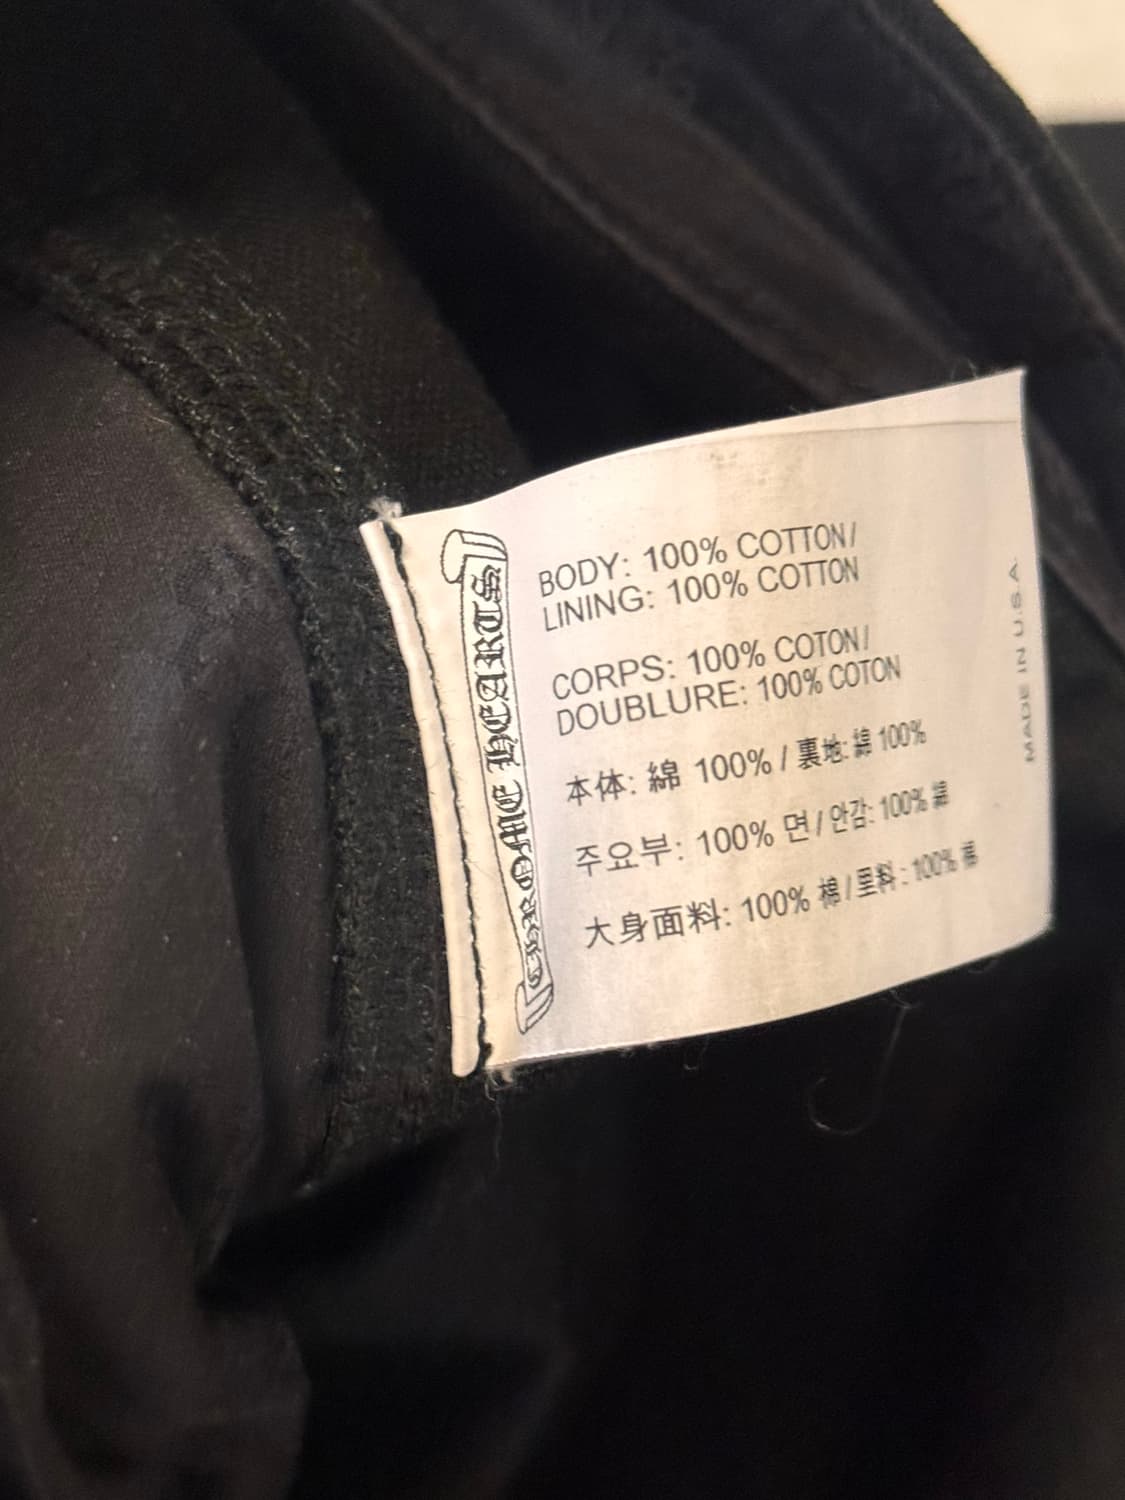 CHROME HEARTS
BODY: 100% COTTON/
LINING: 100% COTTON
CORPS: 100% COTON/
DOUBLURE: 100% COTON
本体: 綿 100% / 裏地: 綿 100%
주요부: 100% 면 / 안감: 100% 綿
大身面料: 100% 棉 / 里料: 100% 棉
MADE IN U.S.A.